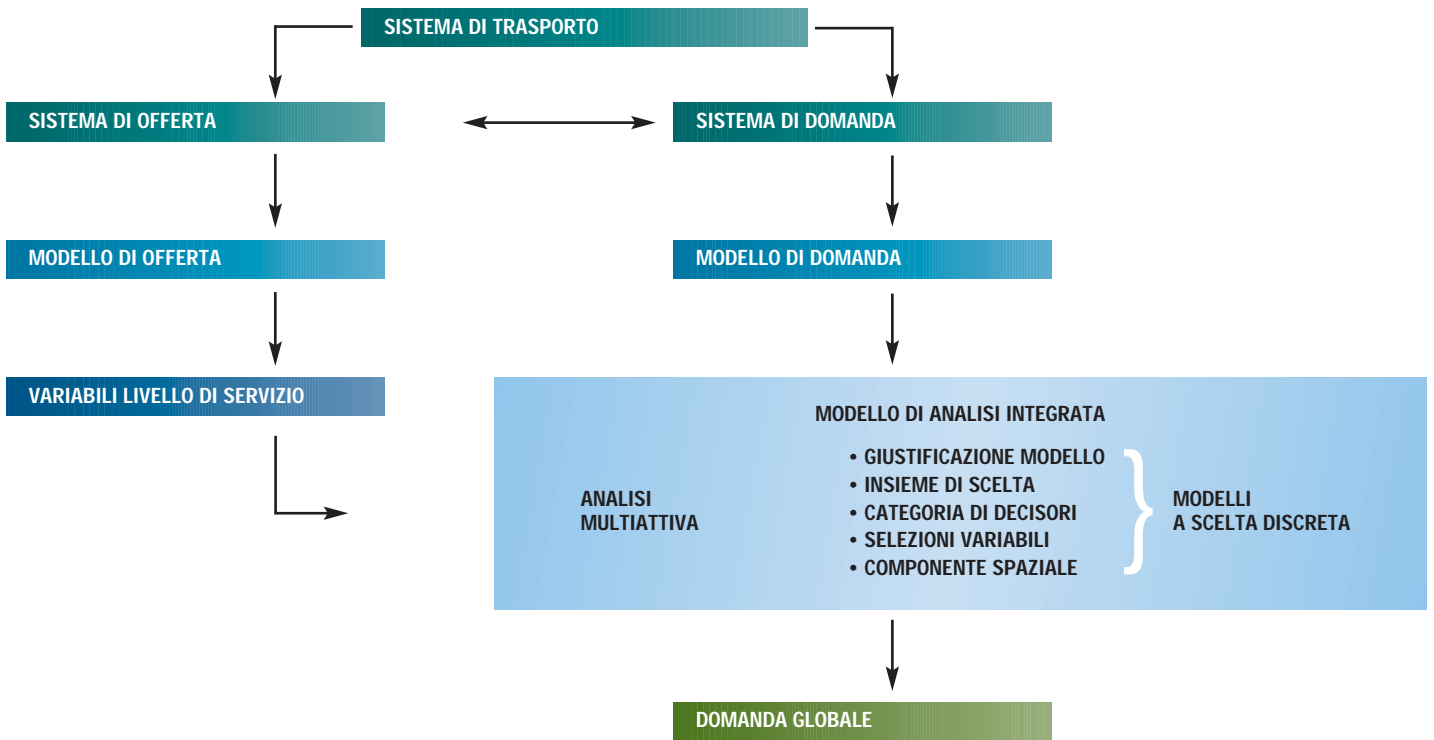 SISTEMA DI TRASPORTO
SISTEMA DI OFFERTA
SISTEMA DI DOMANDA
MODELLO DI OFFERTA
MODELLO DI DOMANDA
VARIABILI LIVELLO DI SERVIZIO
MODELLO DI ANALISI INTEGRATA
ANALISI
MULTIATTIVA
• GIUSTIFICAZIONE MODELLO
• INSIEME DI SCELTA
• CATEGORIA DI DECISORI
• SELEZIONI VARIABILI
• COMPONENTE SPAZIALE
MODELLI
A SCELTA DISCRETA
DOMANDA GLOBALE